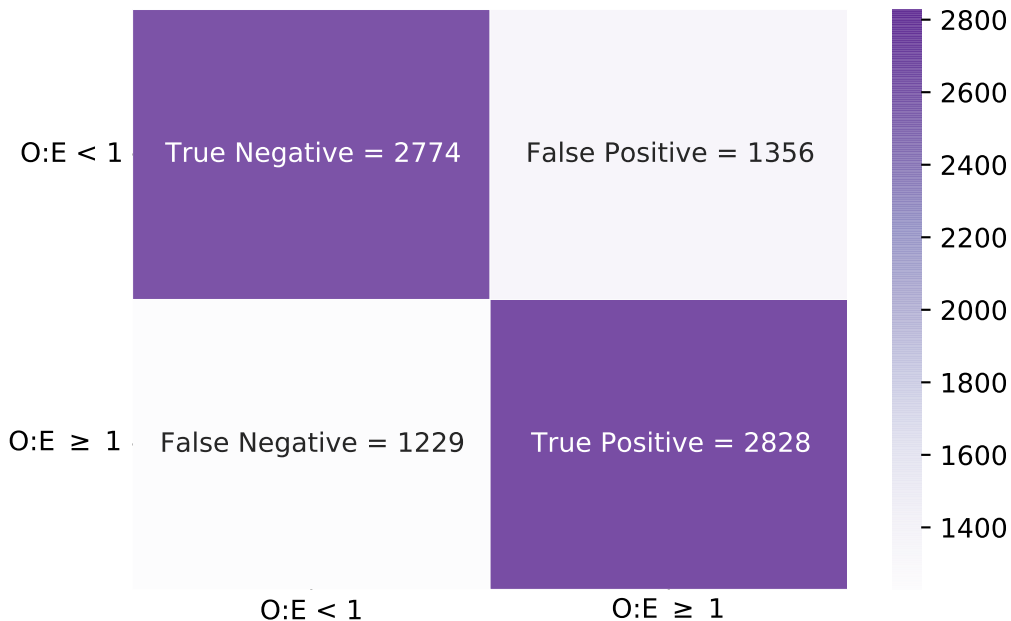 O:E < 1
True Negative = 2774
False Positive = 1356
O:E ≥ 1
False Negative = 1229
True Positive = 2828
O:E < 1
O:E ≥ 1
2800
2600
2400
2200
2000
1800
1600
1400